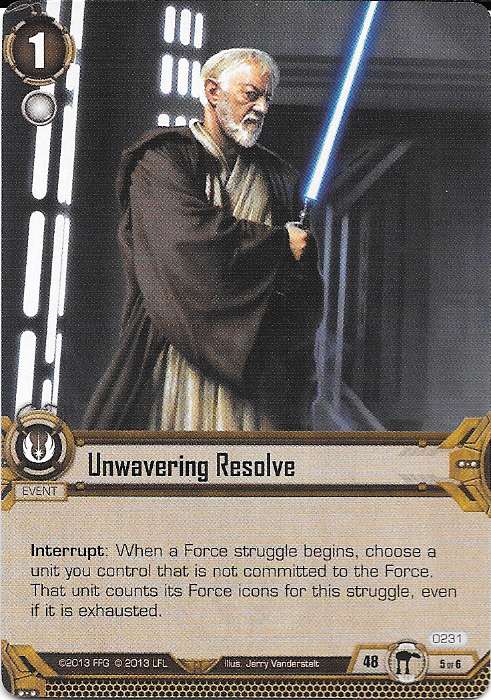 1
Unwavering Resolve
EVENT
Interrupt: When a Force struggle begins, choose a
unit you control that is not committed to the Force.
That unit counts its Force icons for this struggle, even
if it is exhausted.
0231
©2013 FFG © 2013 LFL Illus. Jerry Vanderstelt 48 5 of 6